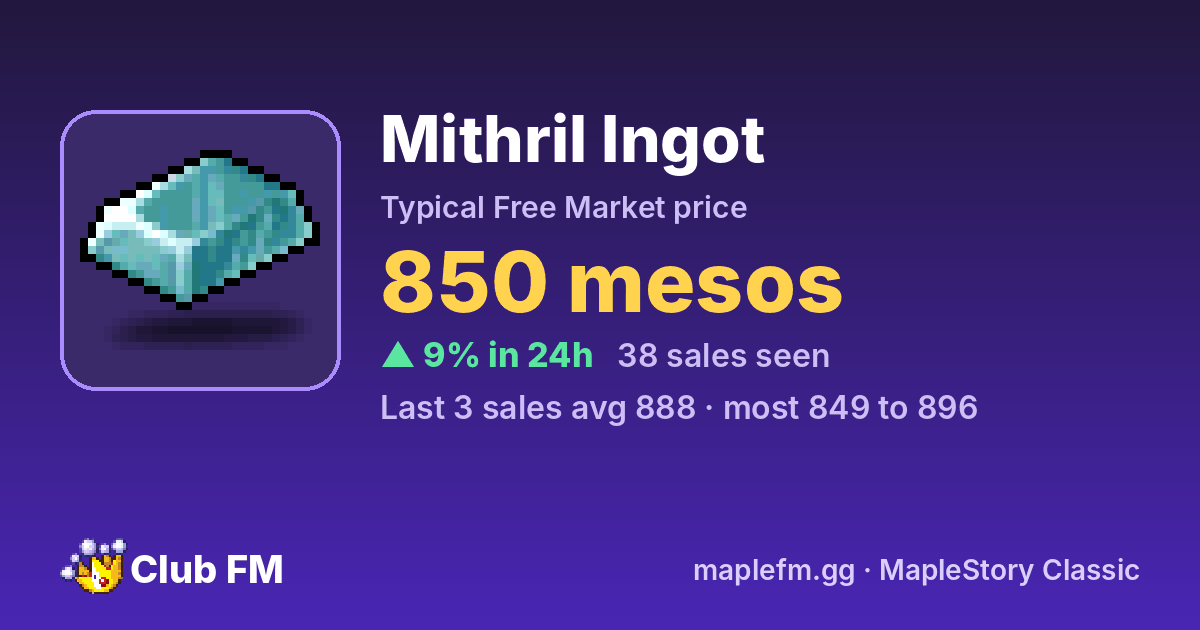 Mithril Ingot
Typical Free Market price
850 mesos
▲ 9% in 24h 38 sales seen
Last 3 sales avg 888 · most 849 to 896
Club FM
maplefm.gg · MapleStory Classic